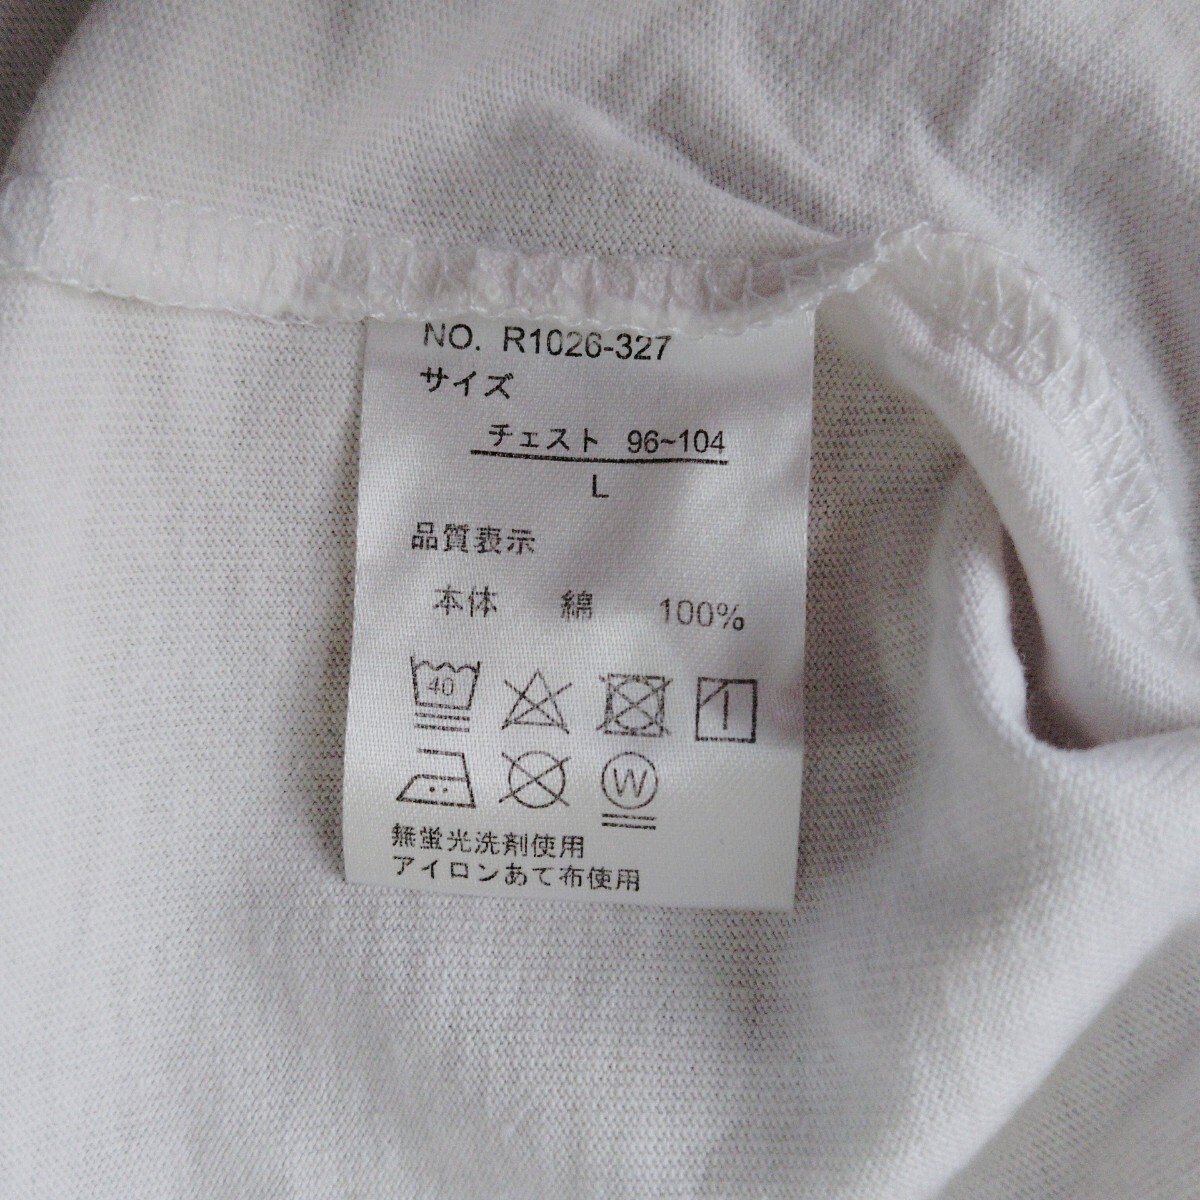 NO. R1026-327
サイズ
チェスト 96~104
L
品質表示
本体 綿 100%
40
W
無蛍光洗剤使用
アイロンあて布使用